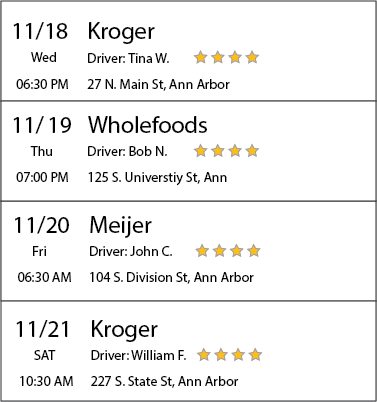 11/18 Kroger
Wed Driver: Tina W.
06:30 PM 27 N. Main St, Ann Arbor
11/ 19 Wholefoods
Thu Driver: Bob N.
07:00 PM 125 S. Universtiy St, Ann
11/20 Meijer
Fri Driver: John C.
06:30 AM 104 S. Division St, Ann Arbor
11/21 Kroger
SAT Driver: William F.
10:30 AM 227 S. State St, Ann Arbor